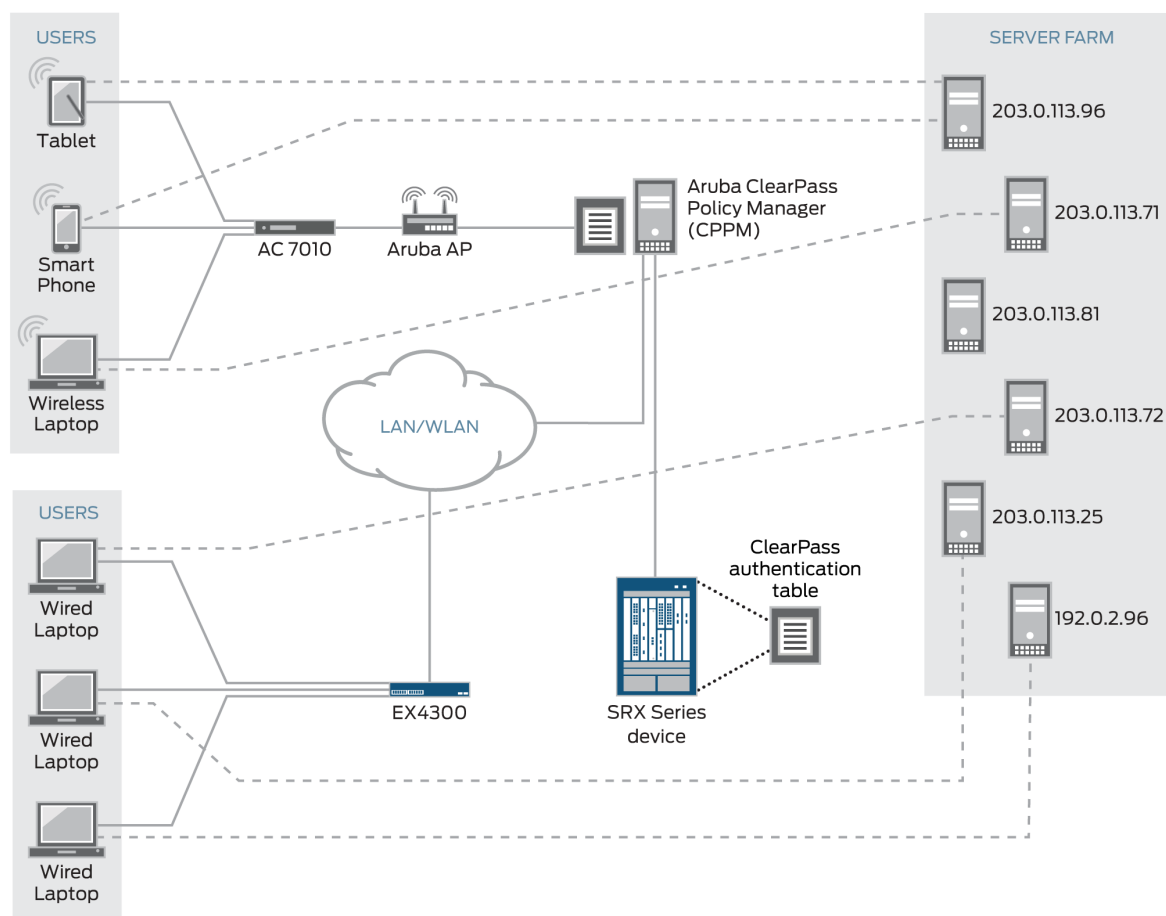 USERS
Tablet
Smart
Phone
Wireless
Laptop
AC 7010
Aruba AP
Aruba ClearPass
Policy Manager
(CPPM)
LAN/WLAN
USERS
Wired
Laptop
Wired
Laptop
Wired
Laptop
EX4300
SRX Series
device
ClearPass
authentication
table
SERVER FARM
203.0.113.96
203.0.113.71
203.0.113.81
203.0.113.72
203.0.113.25
192.0.2.96